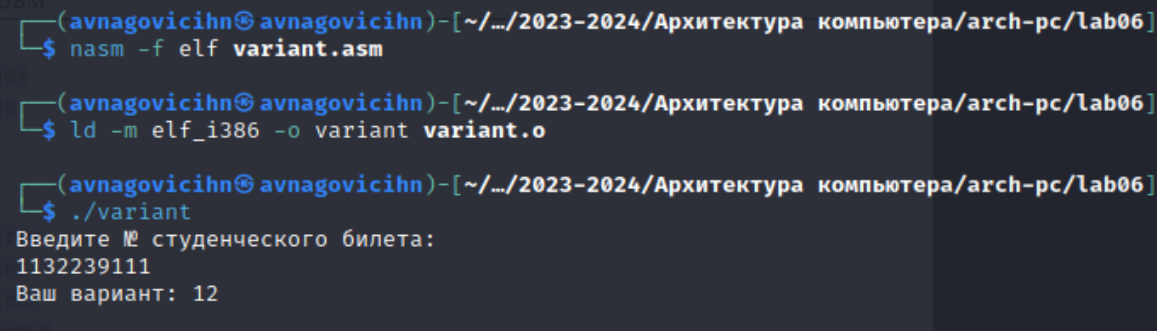 ┌──(avnagovicihn㉿avnagovicihn)-[~/…/2023-2024/Архитектура компьютера/arch-pc/lab06]
└─$ nasm -f elf variant.asm
┌──(avnagovicihn㉿avnagovicihn)-[~/…/2023-2024/Архитектура компьютера/arch-pc/lab06]
└─$ ld -m elf_i386 -o variant variant.o
┌──(avnagovicihn㉿avnagovicihn)-[~/…/2023-2024/Архитектура компьютера/arch-pc/lab06]
└─$ ./variant
Введите № студенческого билета:
1132239111
Ваш вариант: 12